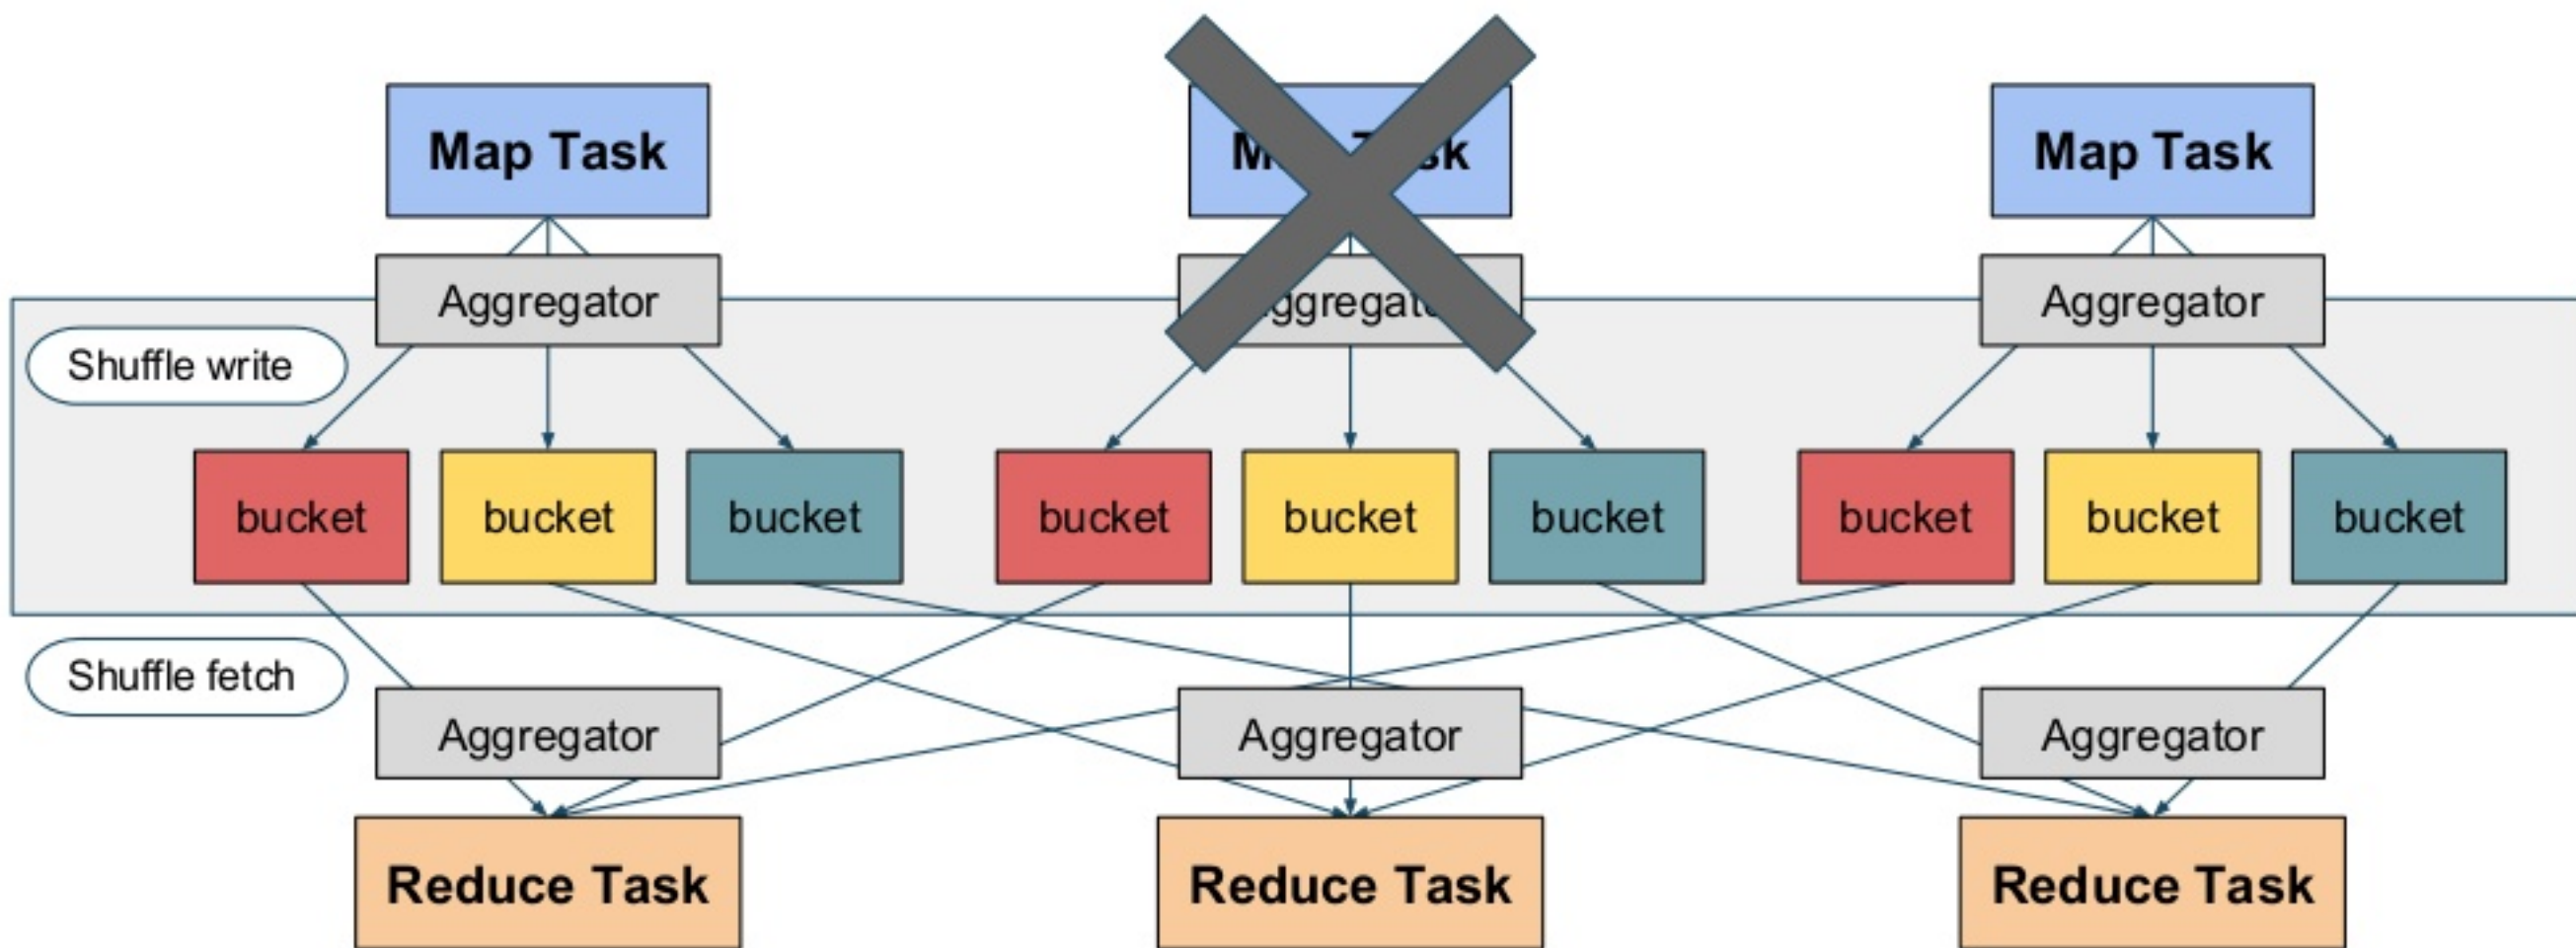 Map Task
Map Task
Aggregator
Aggregator
Shuffle write
bucket
bucket
bucket
bucket
bucket
bucket
bucket
bucket
bucket
Shuffle fetch
Aggregator
Aggregator
Aggregator
Reduce Task
Reduce Task
Reduce Task